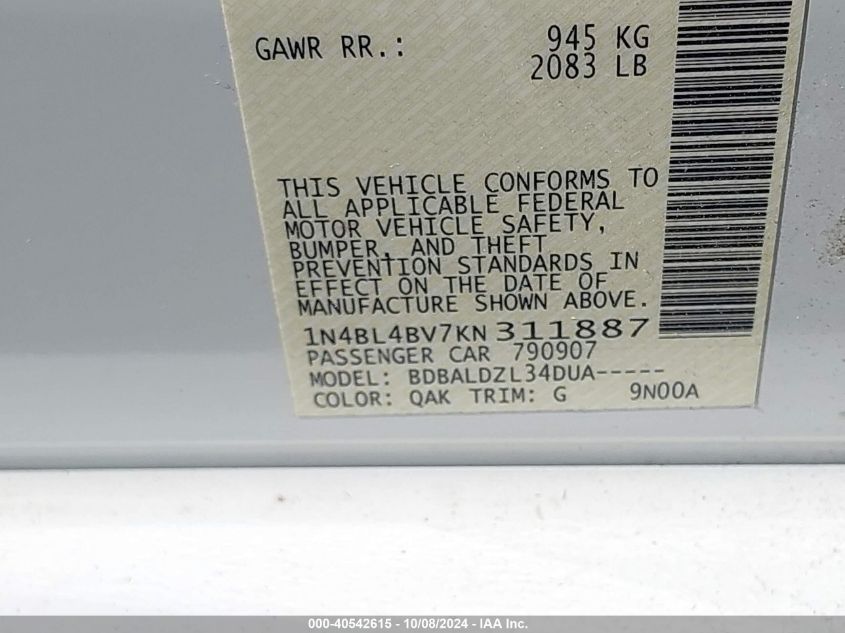 GAWR RR.: 945 KG
2083 LB
THIS VEHICLE CONFORMS TO
ALL APPLICABLE FEDERAL
MOTOR VEHICLE SAFETY,
BUMPER, AND THEFT
PREVENTION STANDARDS IN
EFFECT ON THE DATE OF
MANUFACTURE SHOWN ABOVE.
1N4BL4BV7KN311887
PASSENGER CAR 790907
MODEL: BDBALDZL34DUA-----
COLOR: QAK TRIM: G 9N00A
000-40542615 - 10/08/2024 - IAA Inc.